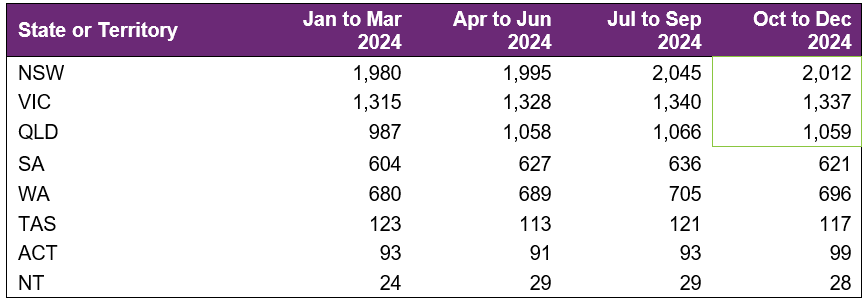 State or Territory Jan to Mar 2024 Apr to Jun 2024 Jul to Sep 2024 Oct to Dec 2024
NSW 1,980 1,995 2,045 2,012
VIC 1,315 1,328 1,340 1,337
QLD 987 1,058 1,066 1,059
SA 604 627 636 621
WA 680 689 705 696
TAS 123 113 121 117
ACT 93 91 93 99
NT 24 29 29 28